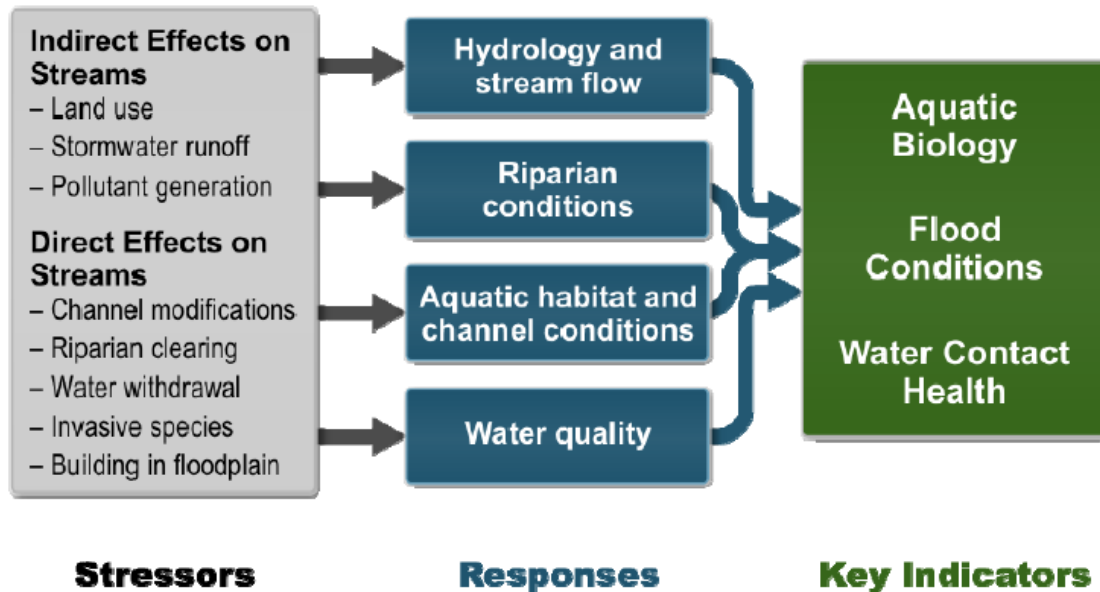 Indirect Effects on
Streams
– Land use
– Stormwater runoff
– Pollutant generation
Direct Effects on
Streams
– Channel modifications
– Riparian clearing
– Water withdrawal
– Invasive species
– Building in floodplain
Stressors
Hydrology and
stream flow
Riparian
conditions
Aquatic habitat and
channel conditions
Water quality
Responses
Aquatic
Biology
Flood
Conditions
Water Contact
Health
Key Indicators